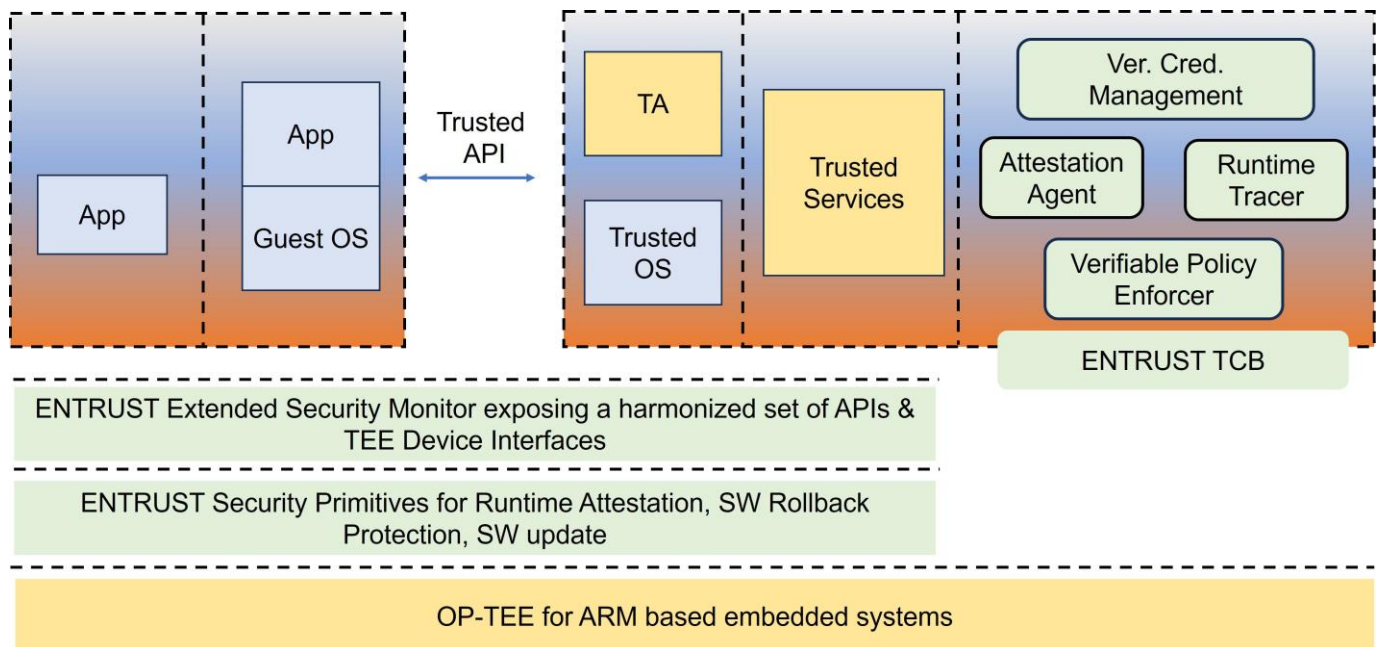 App
App
Guest OS
Trusted
API
TA
Trusted
OS
Trusted
Services
Ver. Cred.
Management
Attestation
Agent
Runtime
Tracer
Verifiable Policy
Enforcer
ENTRUST TCB
ENTRUST Extended Security Monitor exposing a harmonized set of APIs &
TEE Device Interfaces
ENTRUST Security Primitives for Runtime Attestation, SW Rollback
Protection, SW update
OP-TEE for ARM based embedded systems